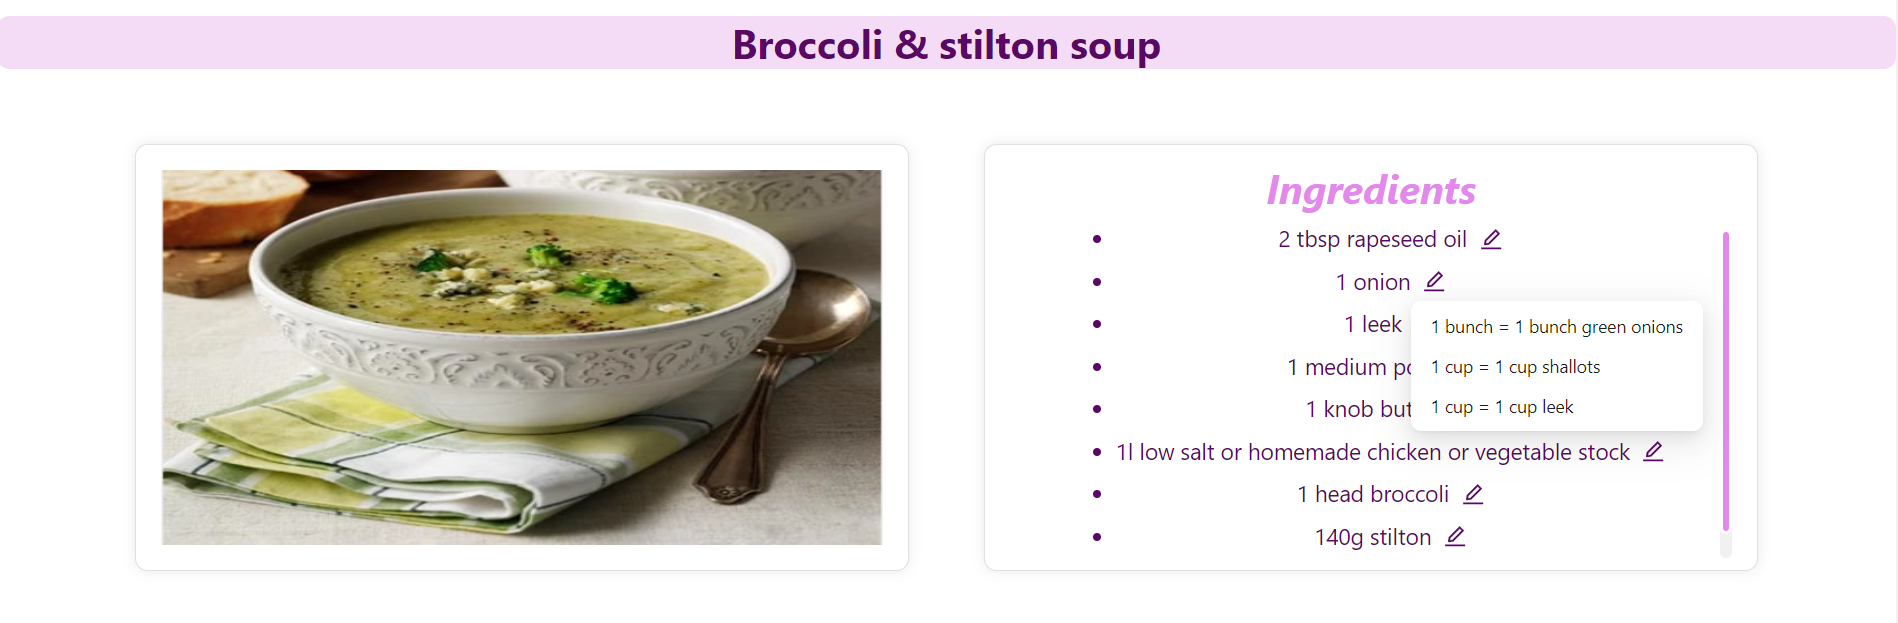 Broccoli & stilton soup
Ingredients
2 tbsp rapeseed oil
1 onion
1 leek
1 bunch = 1 bunch green onions
1 medium
1 cup = 1 cup shallots
1 knob
1 cup = 1 cup leek
1l low salt or homemade chicken or vegetable stock
1 head broccoli
140g stilton